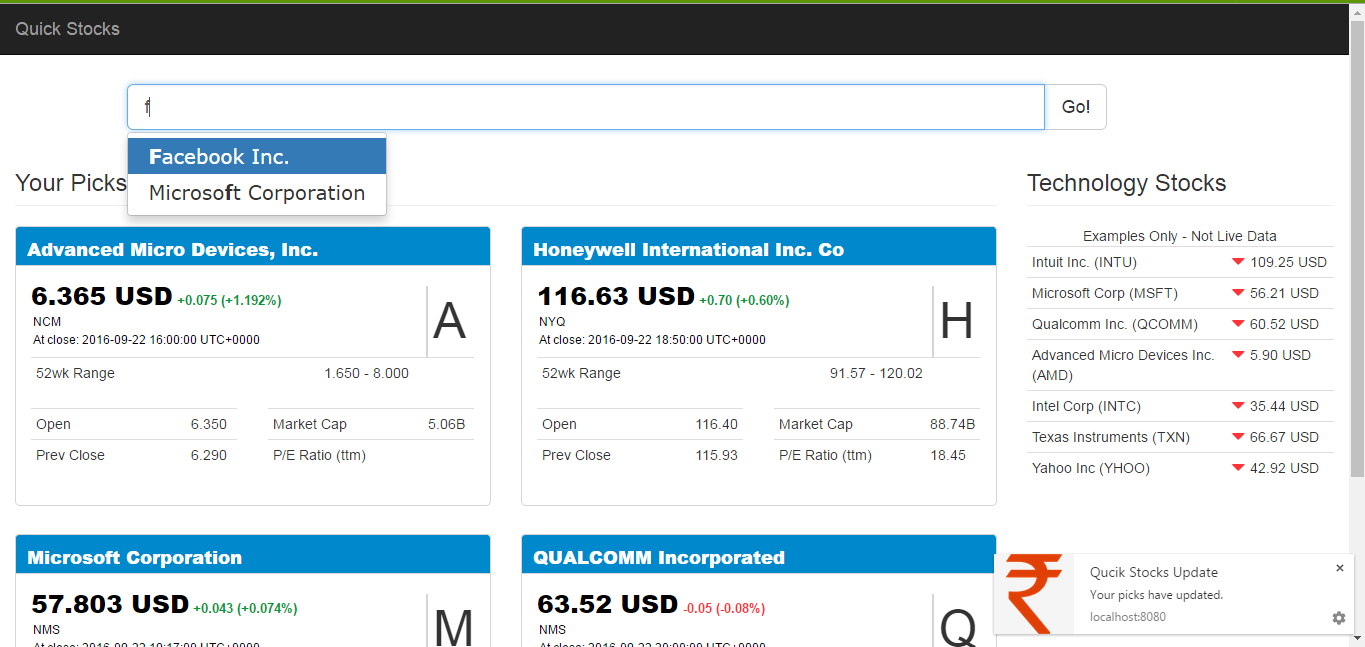 Quick Stocks
f
Go!
Facebook Inc.
Microsoft Corporation
Your Picks
Advanced Micro Devices, Inc.
6.365 USD +0.075 (+1.192%)
NCM
At close: 2016-09-22 16:00:00 UTC+0000
A
52wk Range 1.650 - 8.000
Open 6.350
Market Cap 5.06B
Prev Close 6.290
P/E Ratio (ttm)
Honeywell International Inc. Co
116.63 USD +0.70 (+0.60%)
NYQ
At close: 2016-09-22 18:50:00 UTC+0000
H
52wk Range 91.57 - 120.02
Open 116.40
Market Cap 88.74B
Prev Close 115.93
P/E Ratio (ttm) 18.45
Microsoft Corporation
57.803 USD +0.043 (+0.074%)
NMS
M
QUALCOMM Incorporated
63.52 USD -0.05 (-0.08%)
NMS
Q
Technology Stocks
Examples Only - Not Live Data
Intuit Inc. (INTU) 109.25 USD
Microsoft Corp (MSFT) 56.21 USD
Qualcomm Inc. (QCOMM) 60.52 USD
Advanced Micro Devices Inc. 5.90 USD
(AMD)
Intel Corp (INTC) 35.44 USD
Texas Instruments (TXN) 66.67 USD
Yahoo Inc (YHOO) 42.92 USD
Qucik Stocks Update
Your picks have updated.
localhost:8080